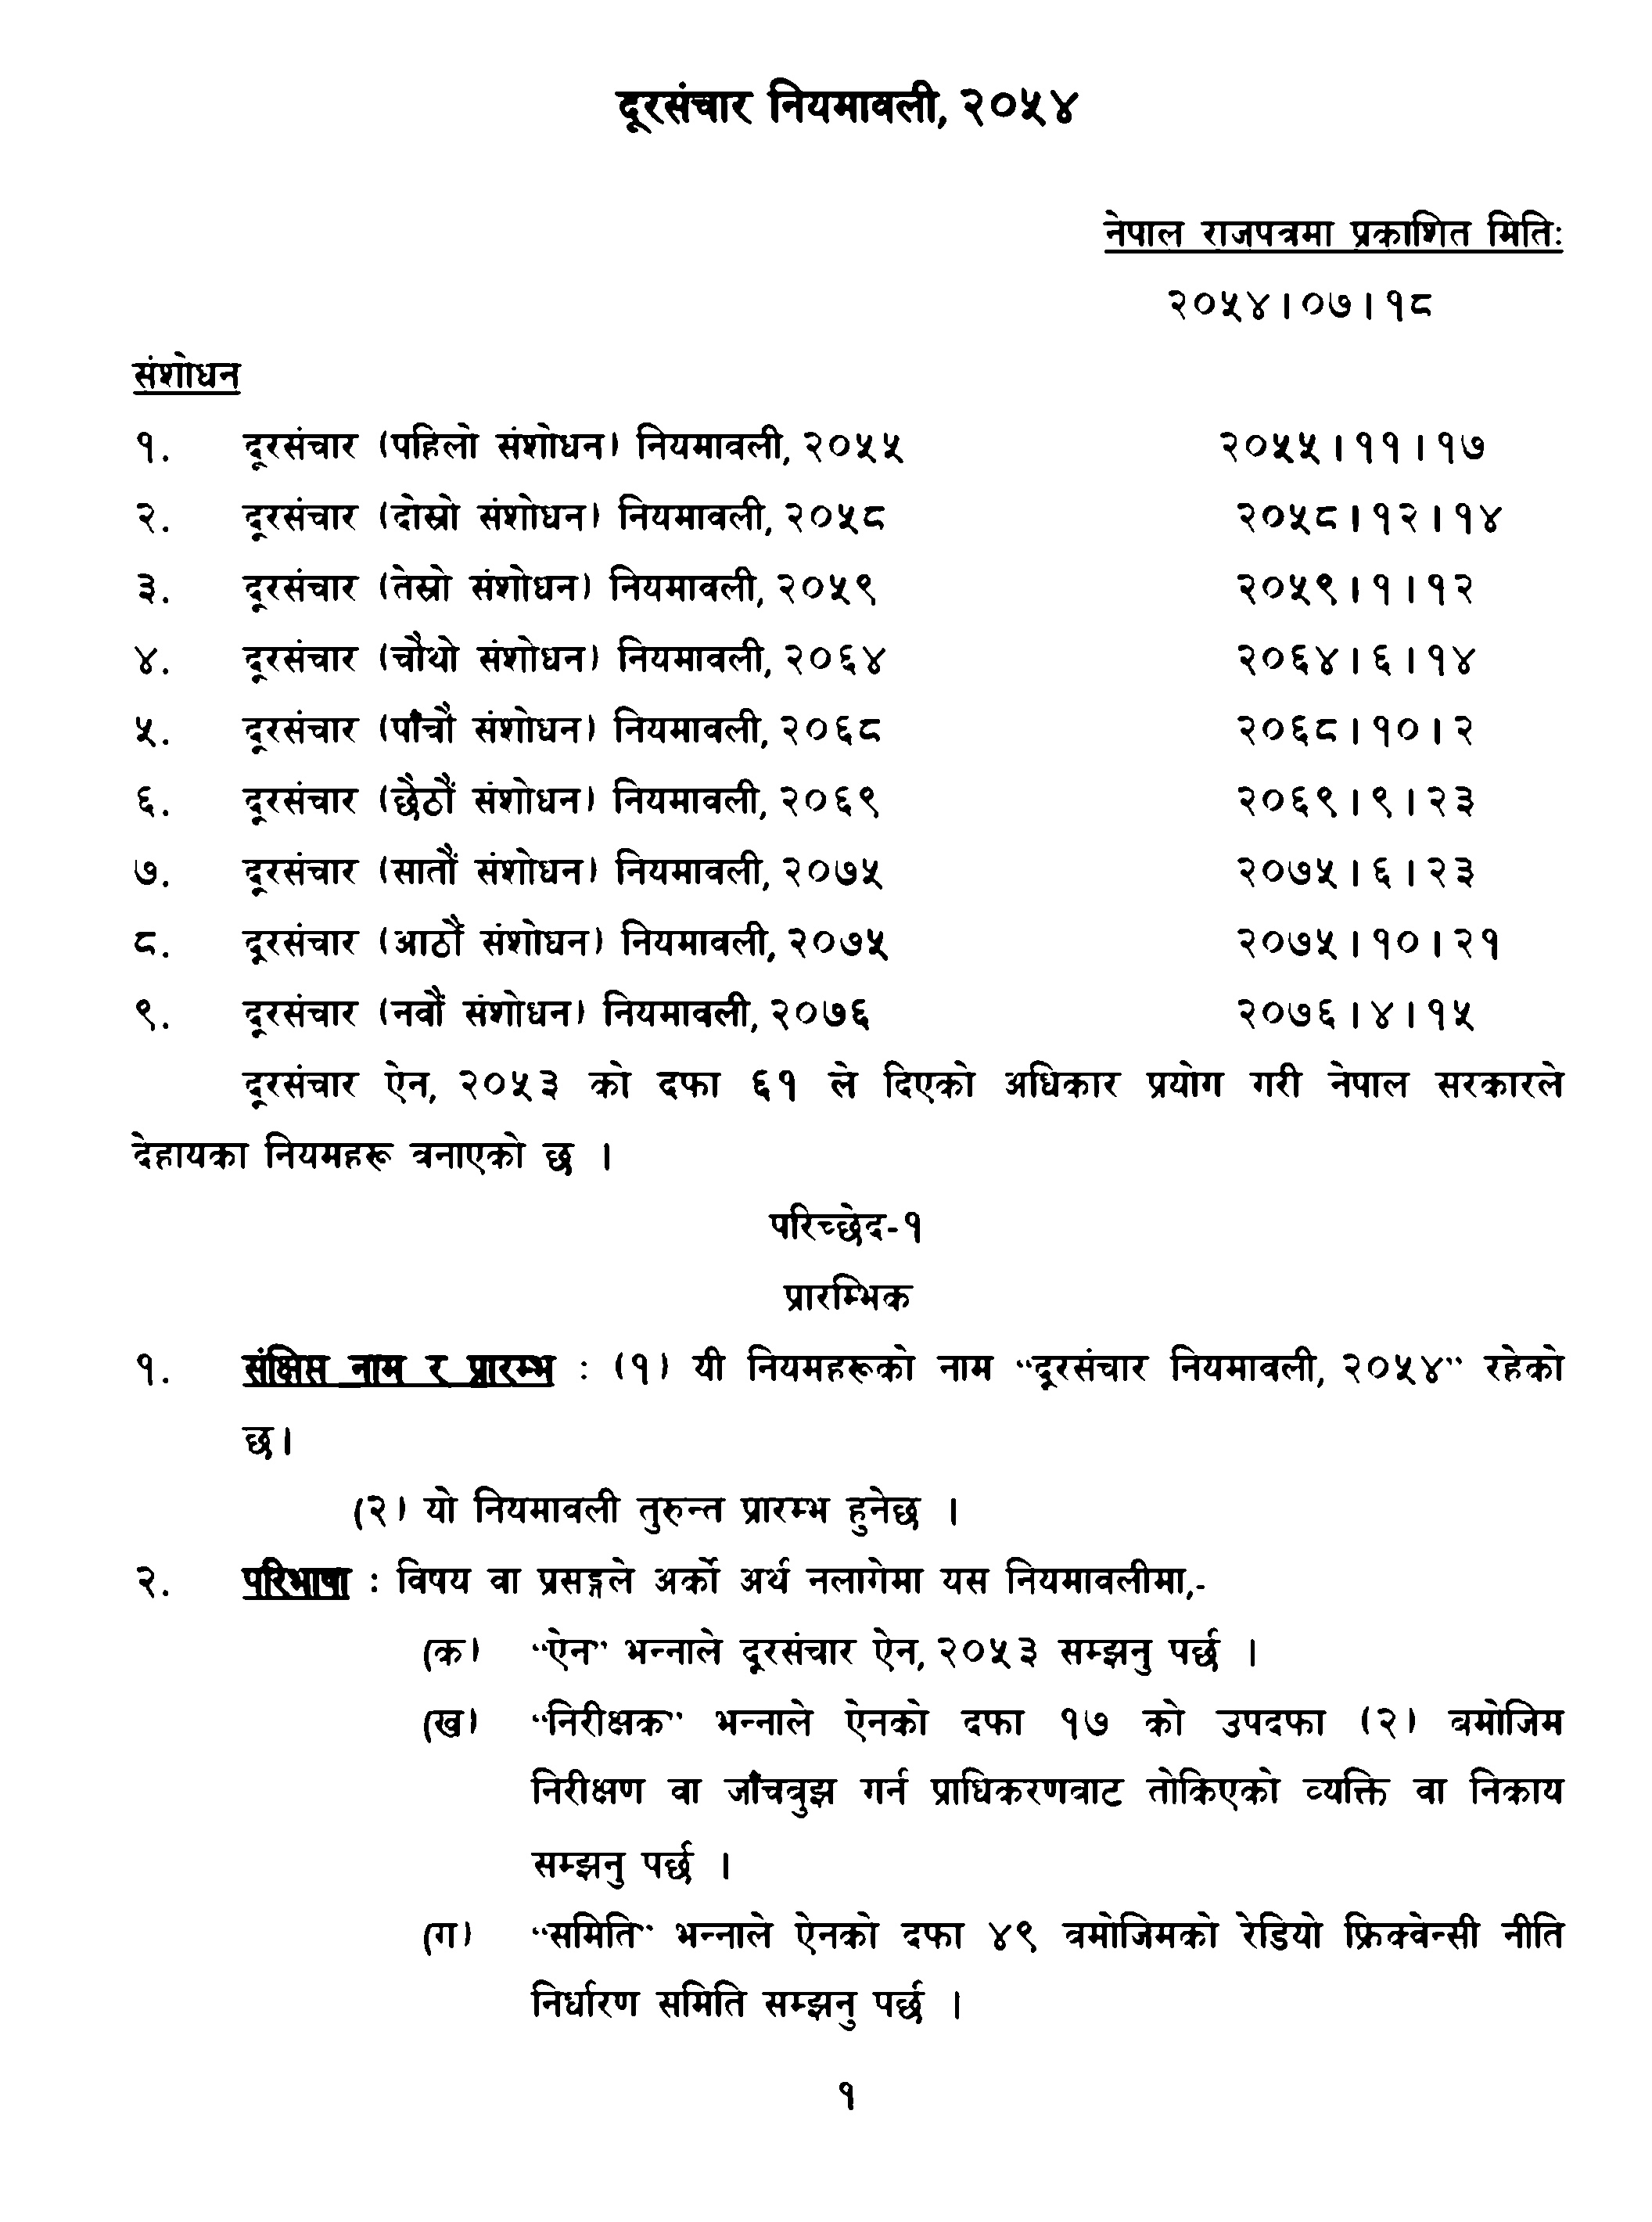 दूरसंचार नियमावली, २०५४
नेपाल राजपत्रमा प्रकाशित मितिः
२०५४।०७।१८
संशोधन
१. दूरसंचार (पहिलो संशोधन) नियमावली, २०५५ २०५५।११।१७
२. दूरसंचार (दोस्रो संशोधन) नियमावली, २०५८ २०५८।१२।१४
३. दूरसंचार (तेस्रो संशोधन) नियमावली, २०५९ २०५९।१।१२
४. दूरसंचार (चौथो संशोधन) नियमावली, २०६४ २०६४।६।१४
५. दूरसंचार (पाँचौ संशोधन) नियमावली, २०६८ २०६८।१०।२
६. दूरसंचार (छैठौं संशोधन) नियमावली, २०६९ २०६९।९।२३
७. दूरसंचार (सातौं संशोधन) नियमावली, २०७५ २०७५।६।२३
८. दूरसंचार (आठौं संशोधन) नियमावली, २०७५ २०७५।१०।२१
९. दूरसंचार (नवौं संशोधन) नियमावली, २०७६ २०७६।४।१५
दूरसंचार ऐन, २०५३ को दफा ६१ ले दिएको अधिकार प्रयोग गरी नेपाल सरकारले
देहायका नियमहरू बनाएको छ ।
परिच्छेद-१
प्रारम्भिक
१. संक्षिप्त नाम र प्रारम्भ : (१) यी नियमहरूको नाम “दूरसंचार नियमावली, २०५४” रहेको
छ।
(२) यो नियमावली तुरुन्त प्रारम्भ हुनेछ ।
२. परिभाषा : विषय वा प्रसङ्गले अर्को अर्थ नलागेमा यस नियमावलीमा,-
(क) “ऐन” भन्नाले दूरसंचार ऐन, २०५३ सम्झनु पर्छ ।
(ख) “निरीक्षक” भन्नाले ऐनको दफा १७ को उपदफा (२) बमोजिम
निरीक्षण वा जाँचबुझ गर्न प्राधिकरणबाट तोकिएको व्यक्ति वा निकाय
सम्झनु पर्छ ।
(ग) “समिति” भन्नाले ऐनको दफा ४९ बमोजिमको रेडियो फ्रिक्वेन्सी नीति
निर्धारण समिति सम्झनु पर्छ ।
१